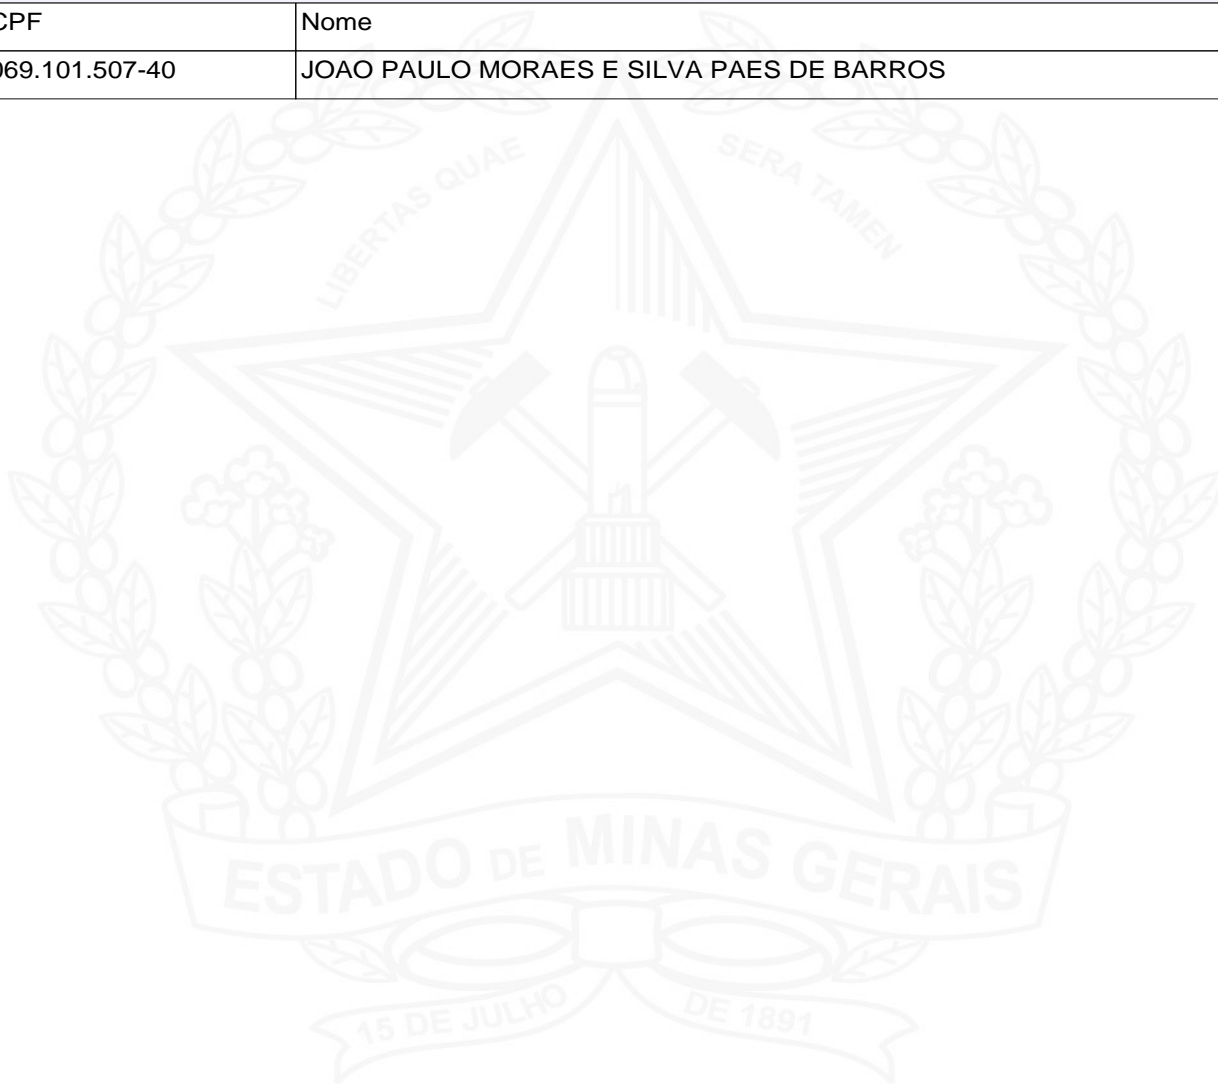 CPF Nome
069.101.507-40 JOAO PAULO MORAES E SILVA PAES DE BARROS
LIBERTAS QUAE SERA TAMEN
ESTADO DE MINAS GERAIS
15 DE JULHO DE 1891